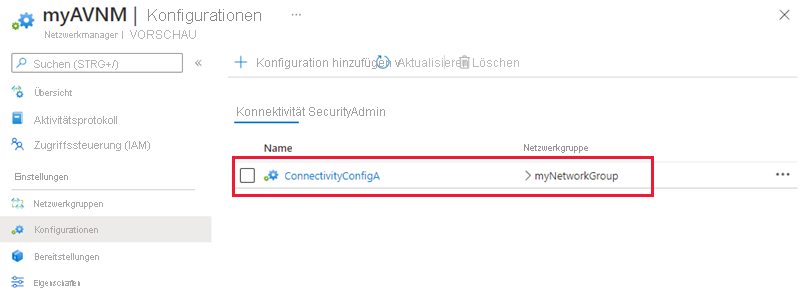 myAVNM | Konfigurationen ...
Netzwerkmanager | VORSCHAU
Suchen (STRG+/)
«
+ Konfiguration hinzufügen v Aktualisieren Löschen
Übersicht
Aktivitätsprotokoll
Zugriffssteuerung (IAM)
Einstellungen
Netzwerkgruppen
Konfigurationen
Bereitstellungen
Eigenschaften
Konnektivität SecurityAdmin
Name Netzwerkgruppe
ConnectivityConfigA > myNetworkGroup ...